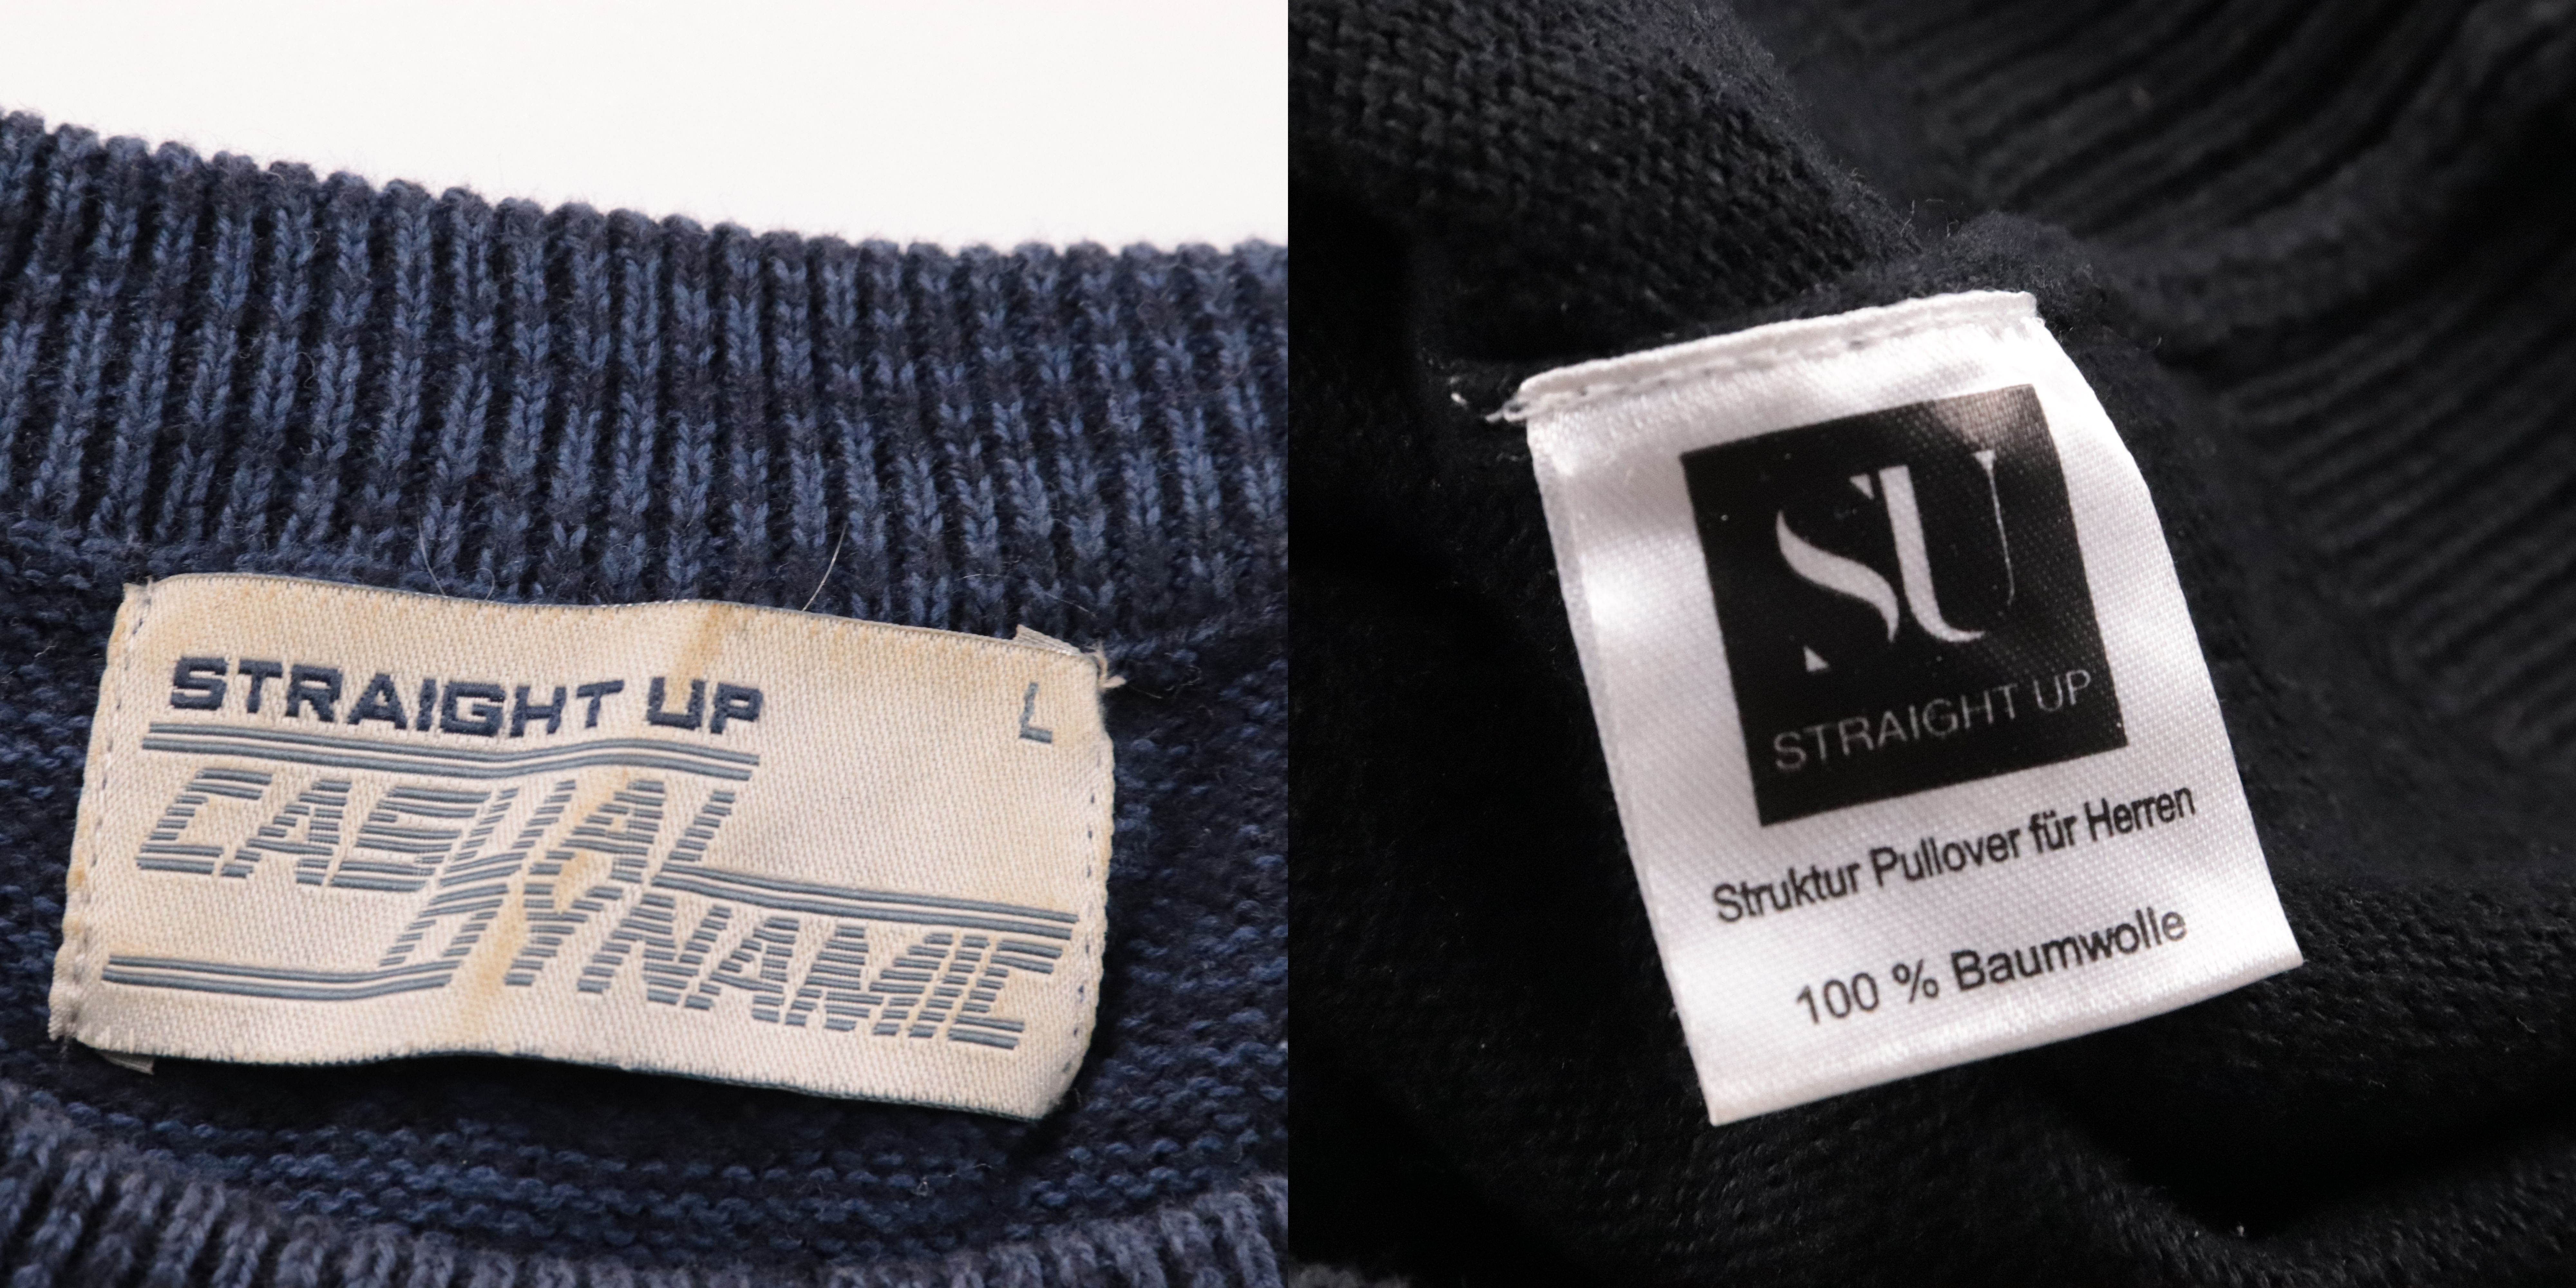 STRAIGHT UP
L
CASUAL
DYNAMIC
SU
STRAIGHT UP
Struktur Pullover für Herren
100 % Baumwolle